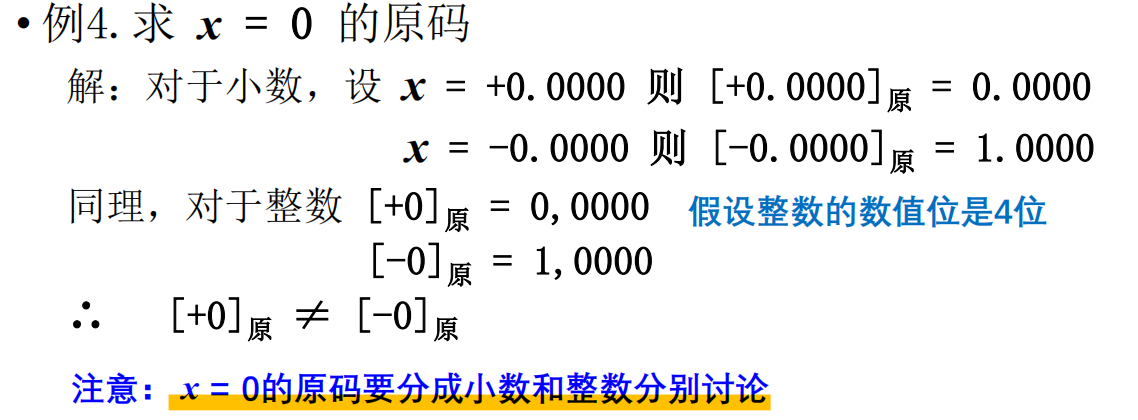 •例4.求 x = 0 的原码
解：对于小数，设 x = +0.0000 则 [+0.0000]原 = 0.0000
x = -0.0000 则 [-0.0000]原 = 1.0000
同理，对于整数 [+0]原 = 0,0000 假设整数的数值位是4位
[-0]原 = 1,0000
∴ [+0]原 ≠ [-0]原
注意：x = 0的原码要分成小数和整数分别讨论